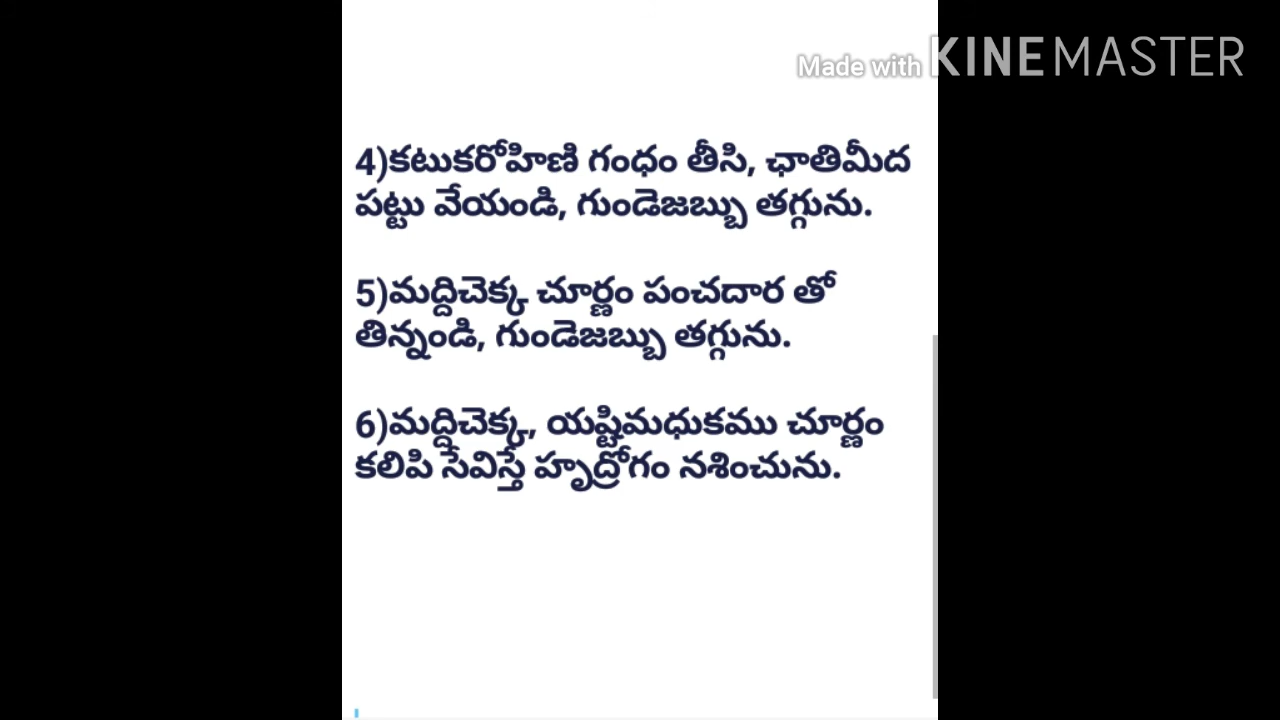 Made with KINEMASTER
4)కటుకరోహిణి గంధం తీసి, ఛాతిమీద
పట్టు వేయండి, గుండెజబ్బు తగ్గును.
5)మద్దిచెక్క చూర్ణం పంచదార తో
తిన్నండి, గుండెజబ్బు తగ్గును.
6)మద్దిచెక్క, యష్టిమధుకము చూర్ణం
కలిపి సేవిస్తే హృద్రోగం నశించును.